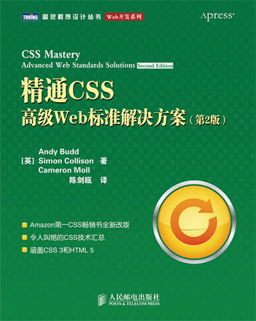 图灵程序设计丛书 Web开发系列
Apress®
CSS Mastery
Advanced Web Standards Solutions Second Edition
精通CSS
高级Web标准解决方案(第2版)
Andy Budd
[英] Simon Collison 著
Cameron Moll
陈剑瓯 译
Amazon第一CSS畅销书全新改版
令人叫绝的CSS技术汇总
涵盖CSS 3和HTML 5
人民邮电出版社
POSTS & TELECOM PRESS